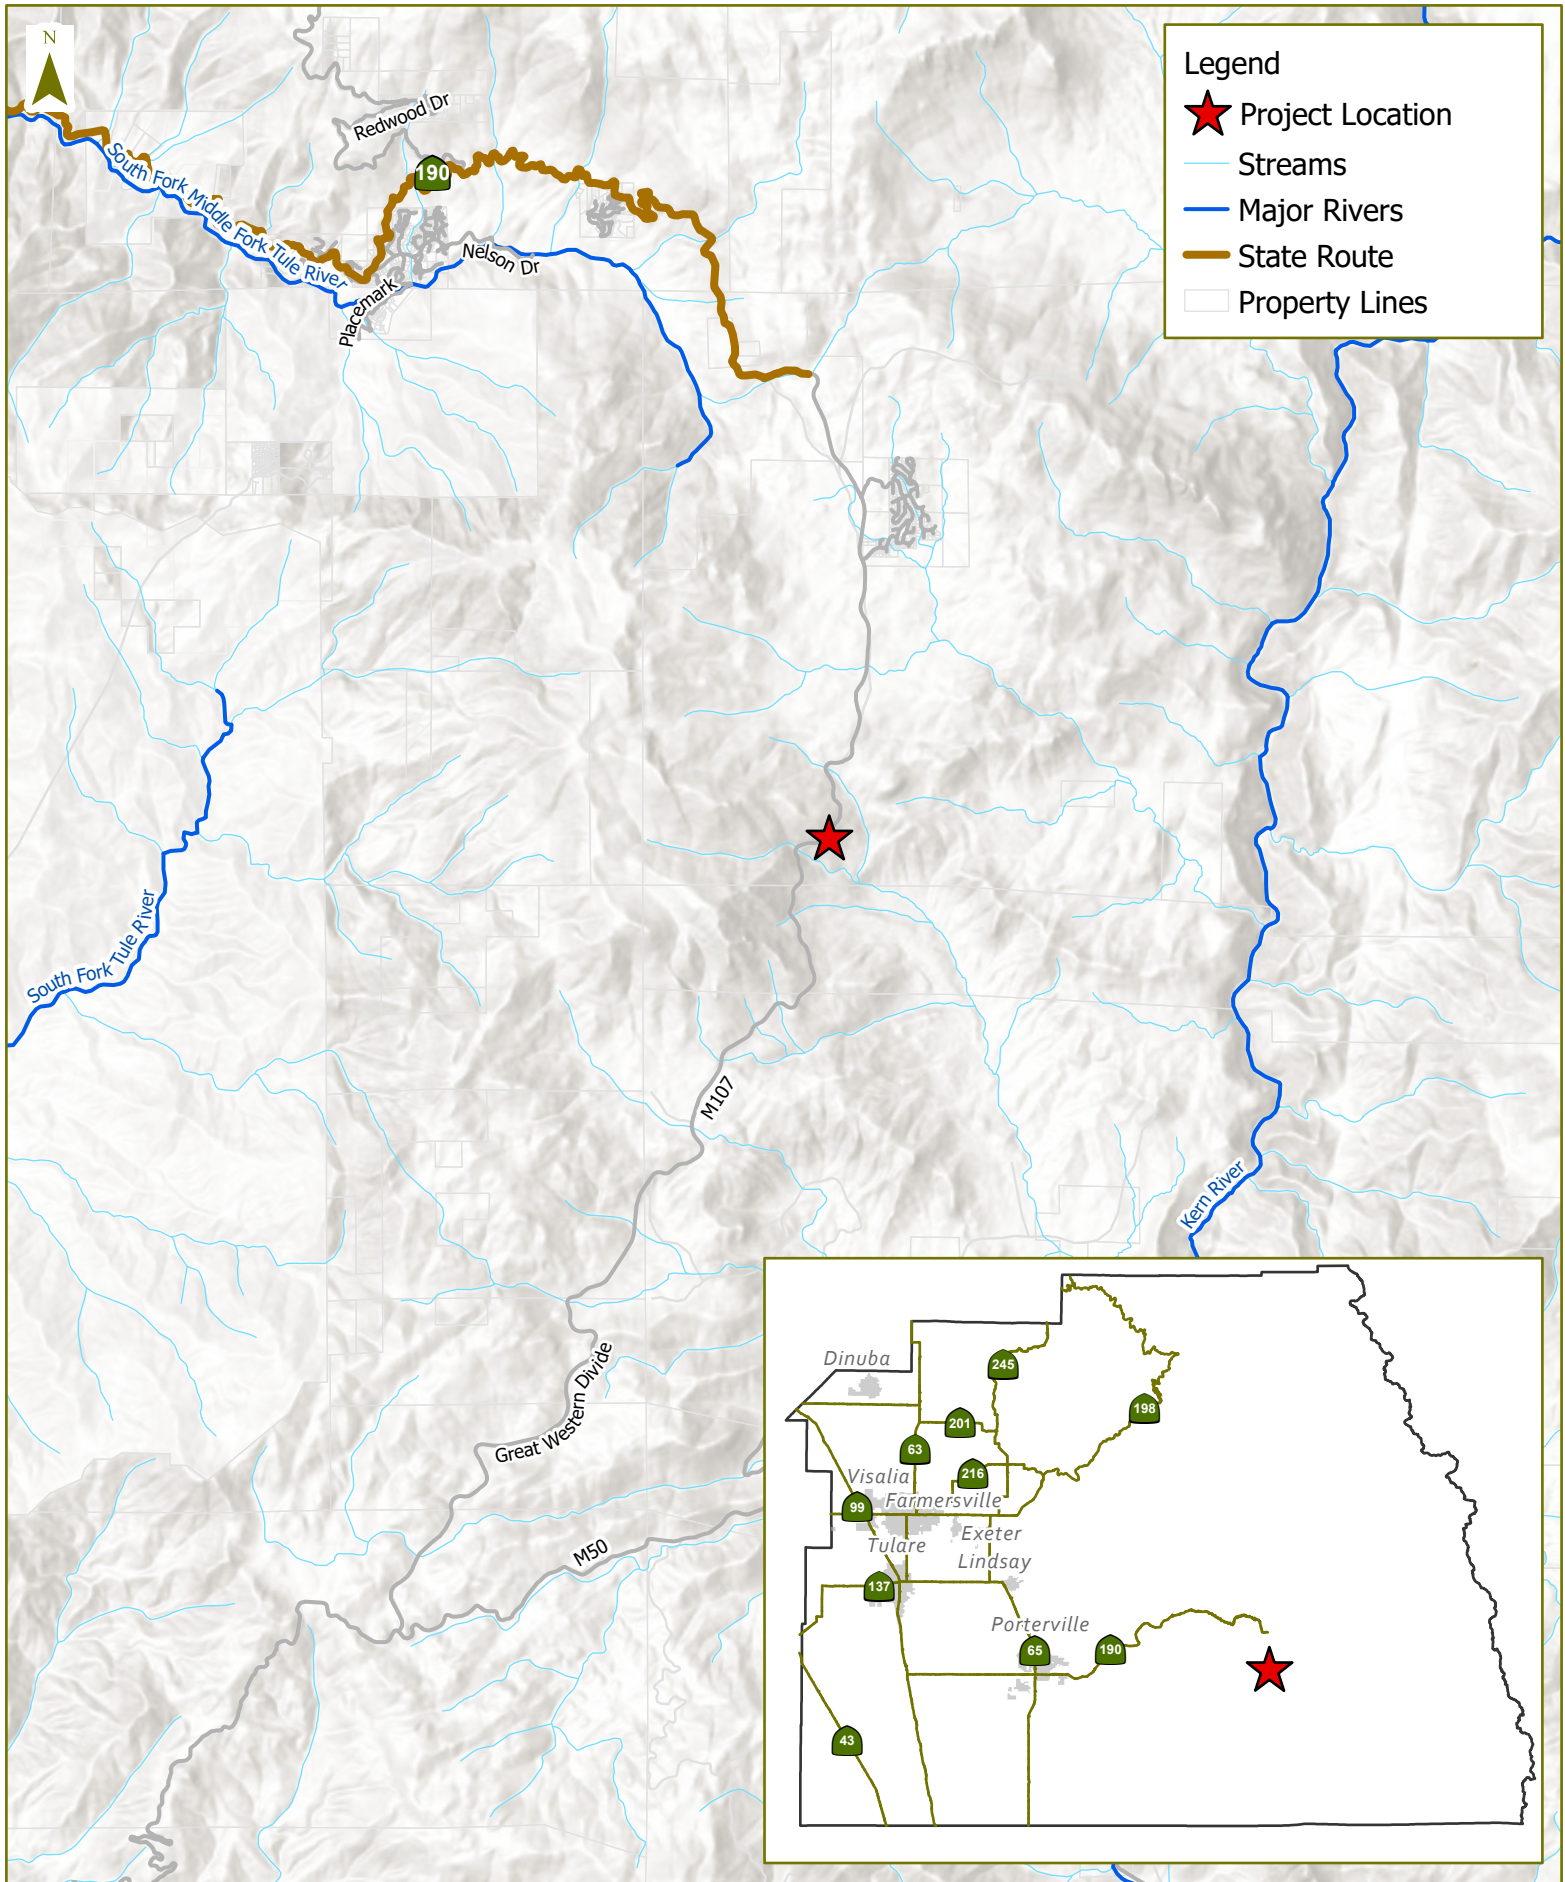 N
Legend
Project Location
Streams
Major Rivers
State Route
Property Lines
Redwood Dr
190
South Fork Middle Fork Tule River
Nelson Dr
Placemark
South Fork Tule River
M107
Kern River
Great Western Divide
M50
Dinuba
245
198
201
63
216
Visalia
99
Farmersville
Exeter
Tulare
Lindsay
137
Porterville
65
190
43